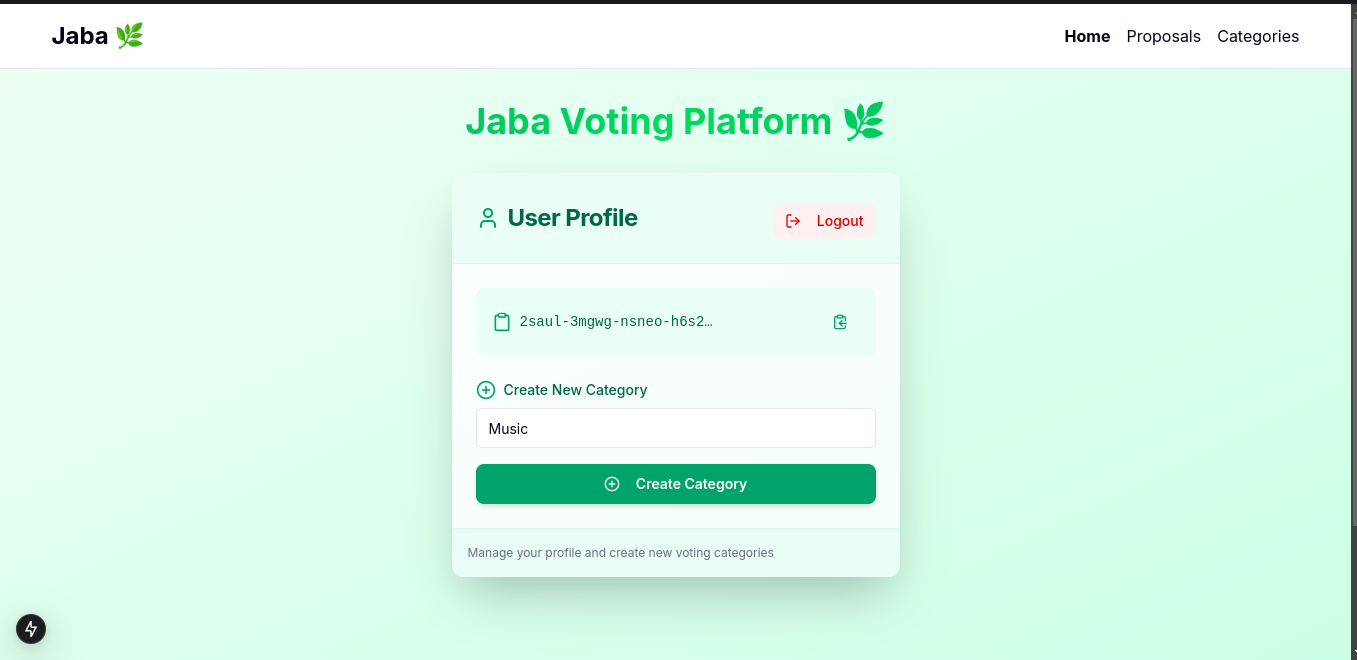 Jaba 🌿
Home Proposals Categories
Jaba Voting Platform 🌿
User Profile
Logout
2saul-3mgwg-nsneo-h6s2…
Create New Category
Music
Create Category
Manage your profile and create new voting categories